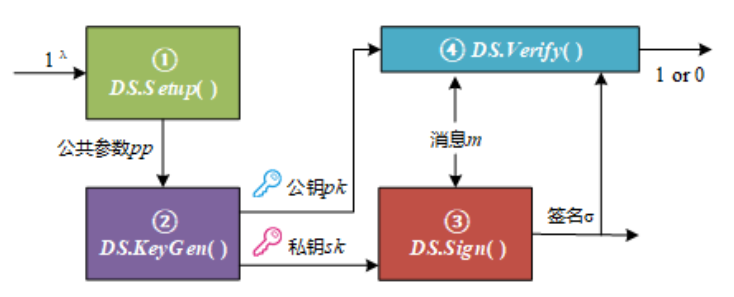 1^λ
①
DS.Setup( )
④ DS.Verify( )
1 or 0
公共参数pp
消息m
公钥pk
②
DS.KeyGen( )
私钥sk
③
DS.Sign( )
签名σ